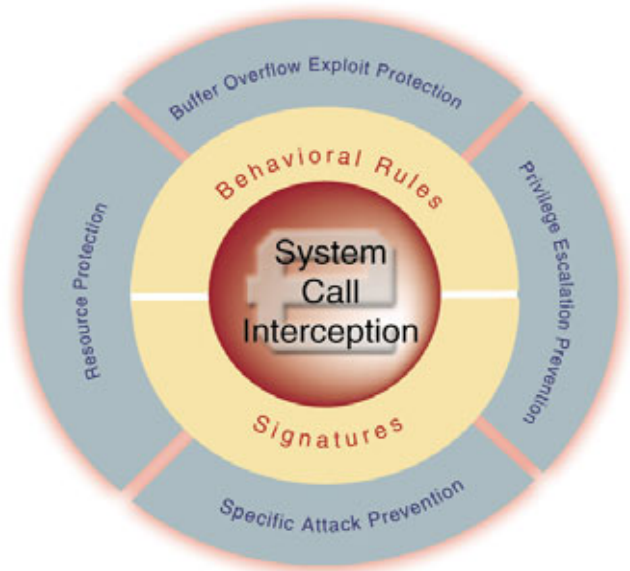 Buffer Overflow Exploit Protection
Behavioral Rules
System
Call
Interception
Resource Protection
Privilege Escalation Prevention
Signatures
Specific Attack Prevention